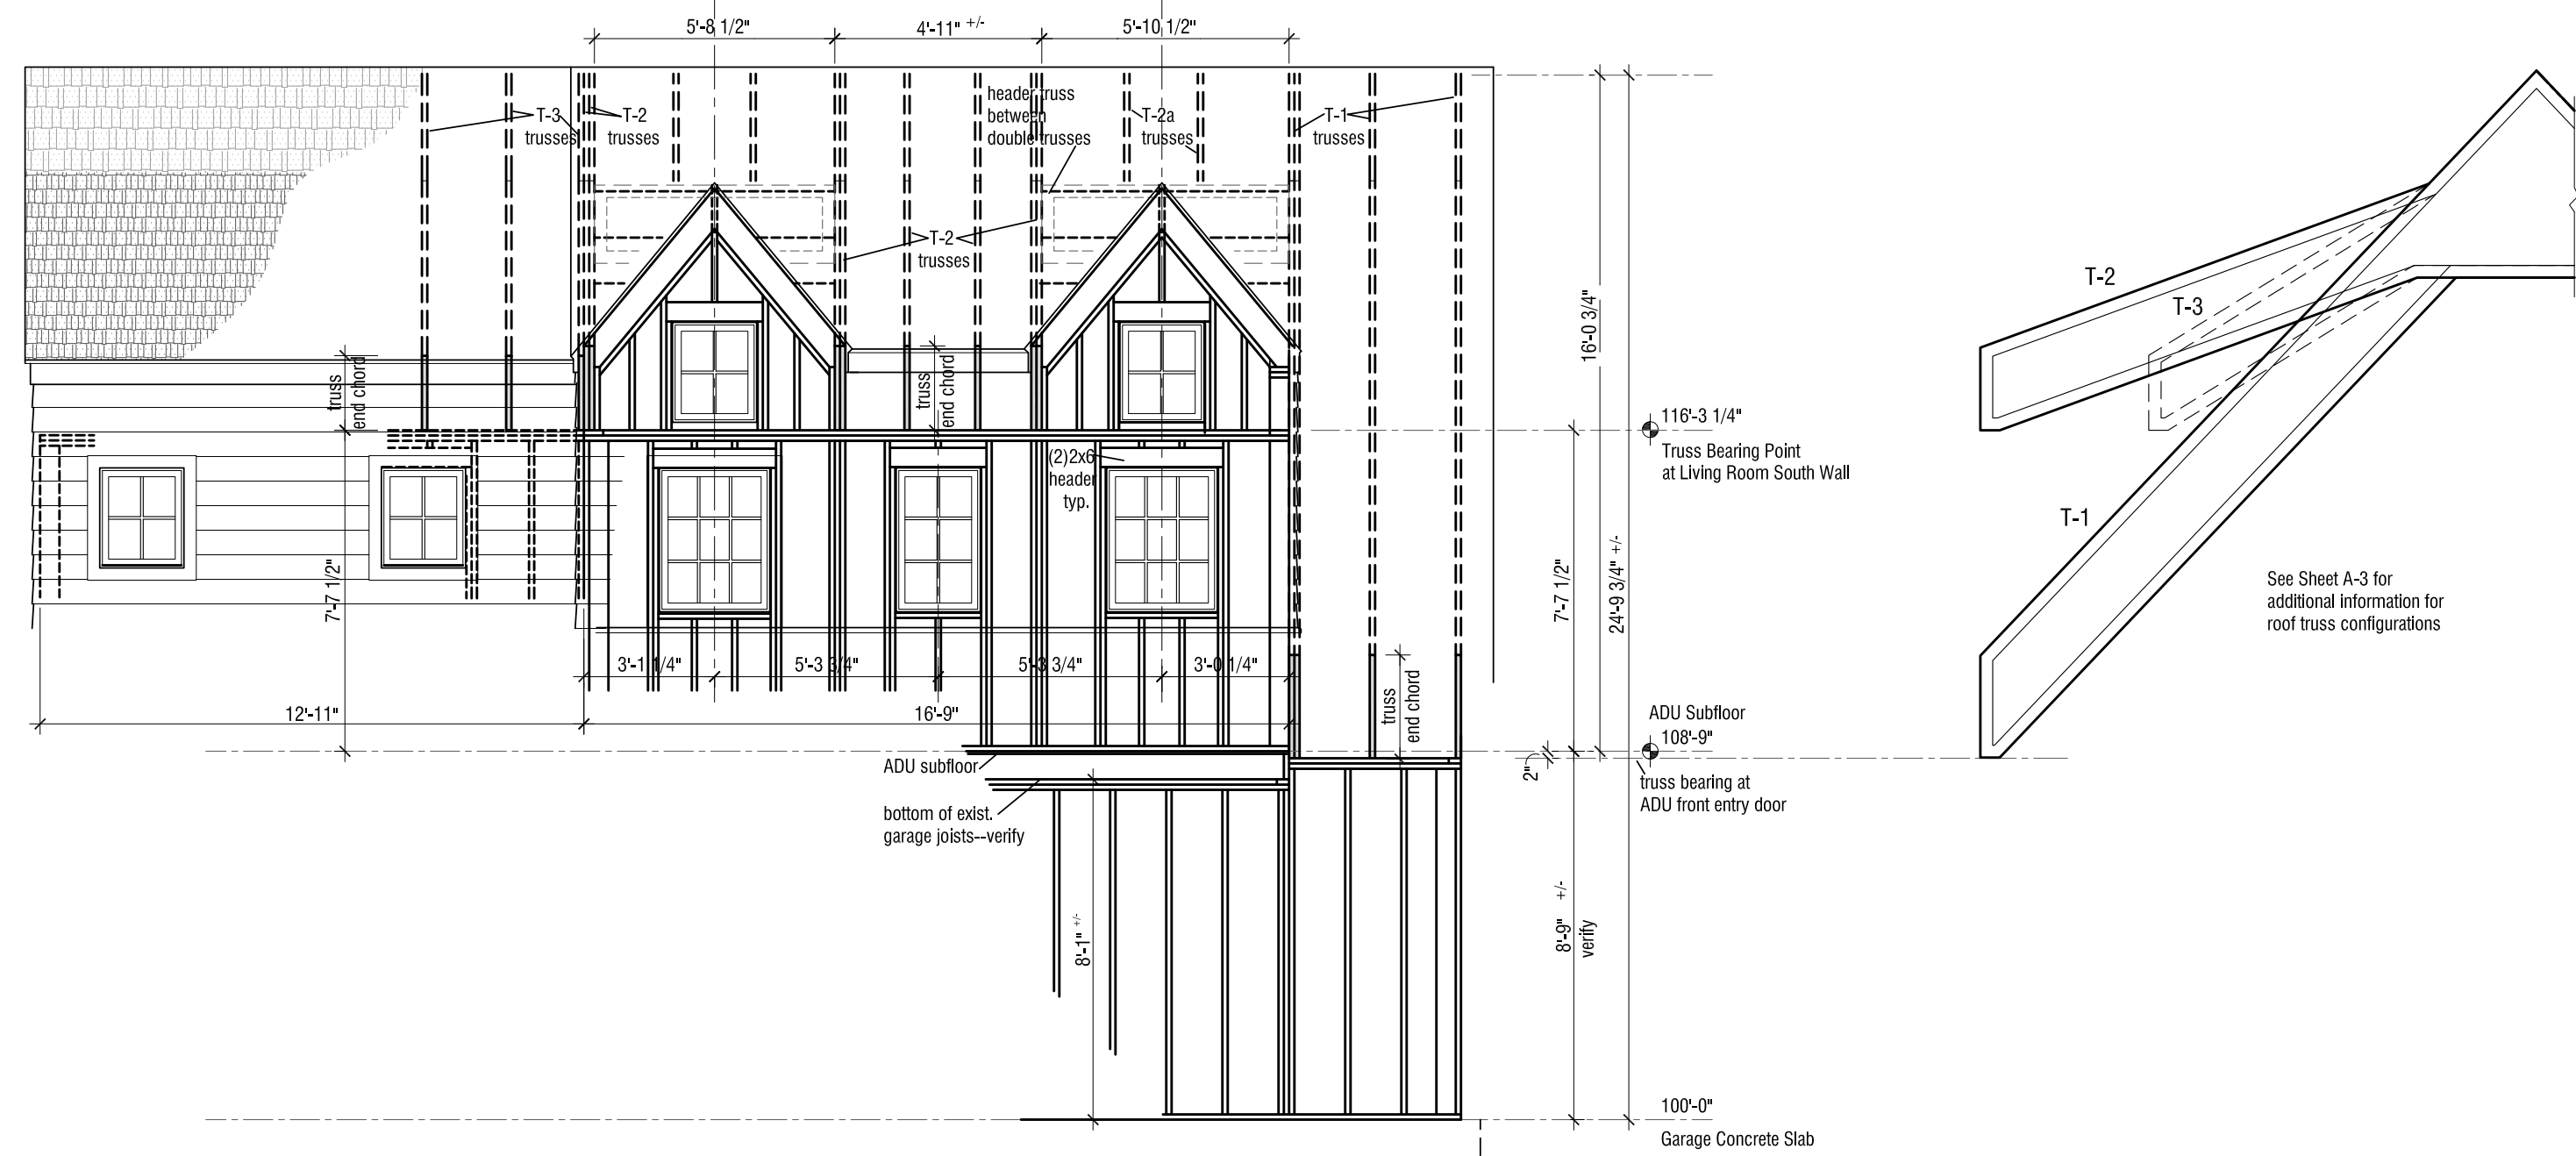 5'-8 1/2"
4'-11" +/-
5'-10 1/2"
T-3
trusses
T-2
trusses
header truss
between
double trusses
T-2a
trusses
T-1
trusses
T-2
trusses
truss
end chord
truss
end chord
(2)2x6
header
typ.
7'-7 1/2"
3'-1 1/4"
5'-3 3/4"
5'-3 3/4"
3'-0 1/4"
12'-11"
16'-9"
truss
end chord
ADU subfloor
bottom of exist.
garage joists--verify
8'-1" +/-
16'-0 3/4"
7'-7 1/2"
24'-9 3/4" +/-
2"
8'-9" +/-
verify
116'-3 1/4"
Truss Bearing Point
at Living Room South Wall
ADU Subfloor
108'-9"
truss bearing at
ADU front entry door
100'-0"
Garage Concrete Slab
T-2
T-3
T-1
See Sheet A-3 for
additional information for
roof truss configurations